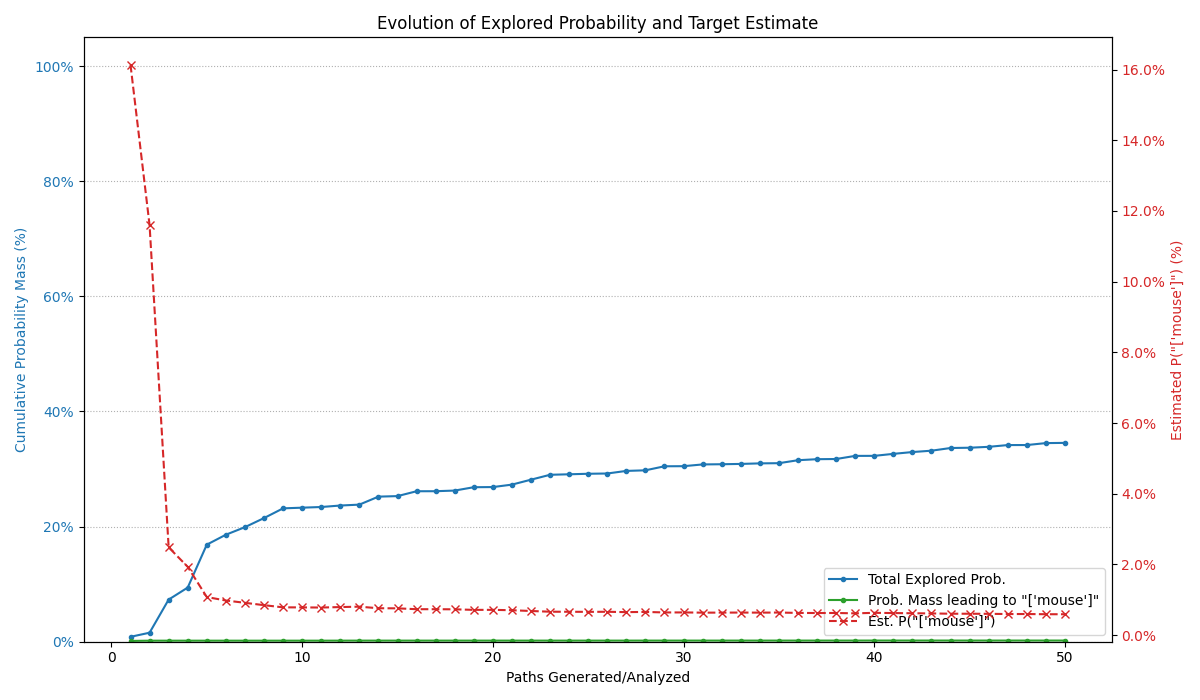 Evolution of Explored Probability and Target Estimate
Cumulative Probability Mass (%)
100%
80%
60%
40%
20%
0%
16.0%
14.0%
12.0%
10.0%
8.0%
6.0%
4.0%
2.0%
0.0%
Estimated P("['mouse']") (%)
Total Explored Prob.
Prob. Mass leading to "['mouse']"
Est. P("['mouse']")
0 10 20 30 40 50
Paths Generated/Analyzed